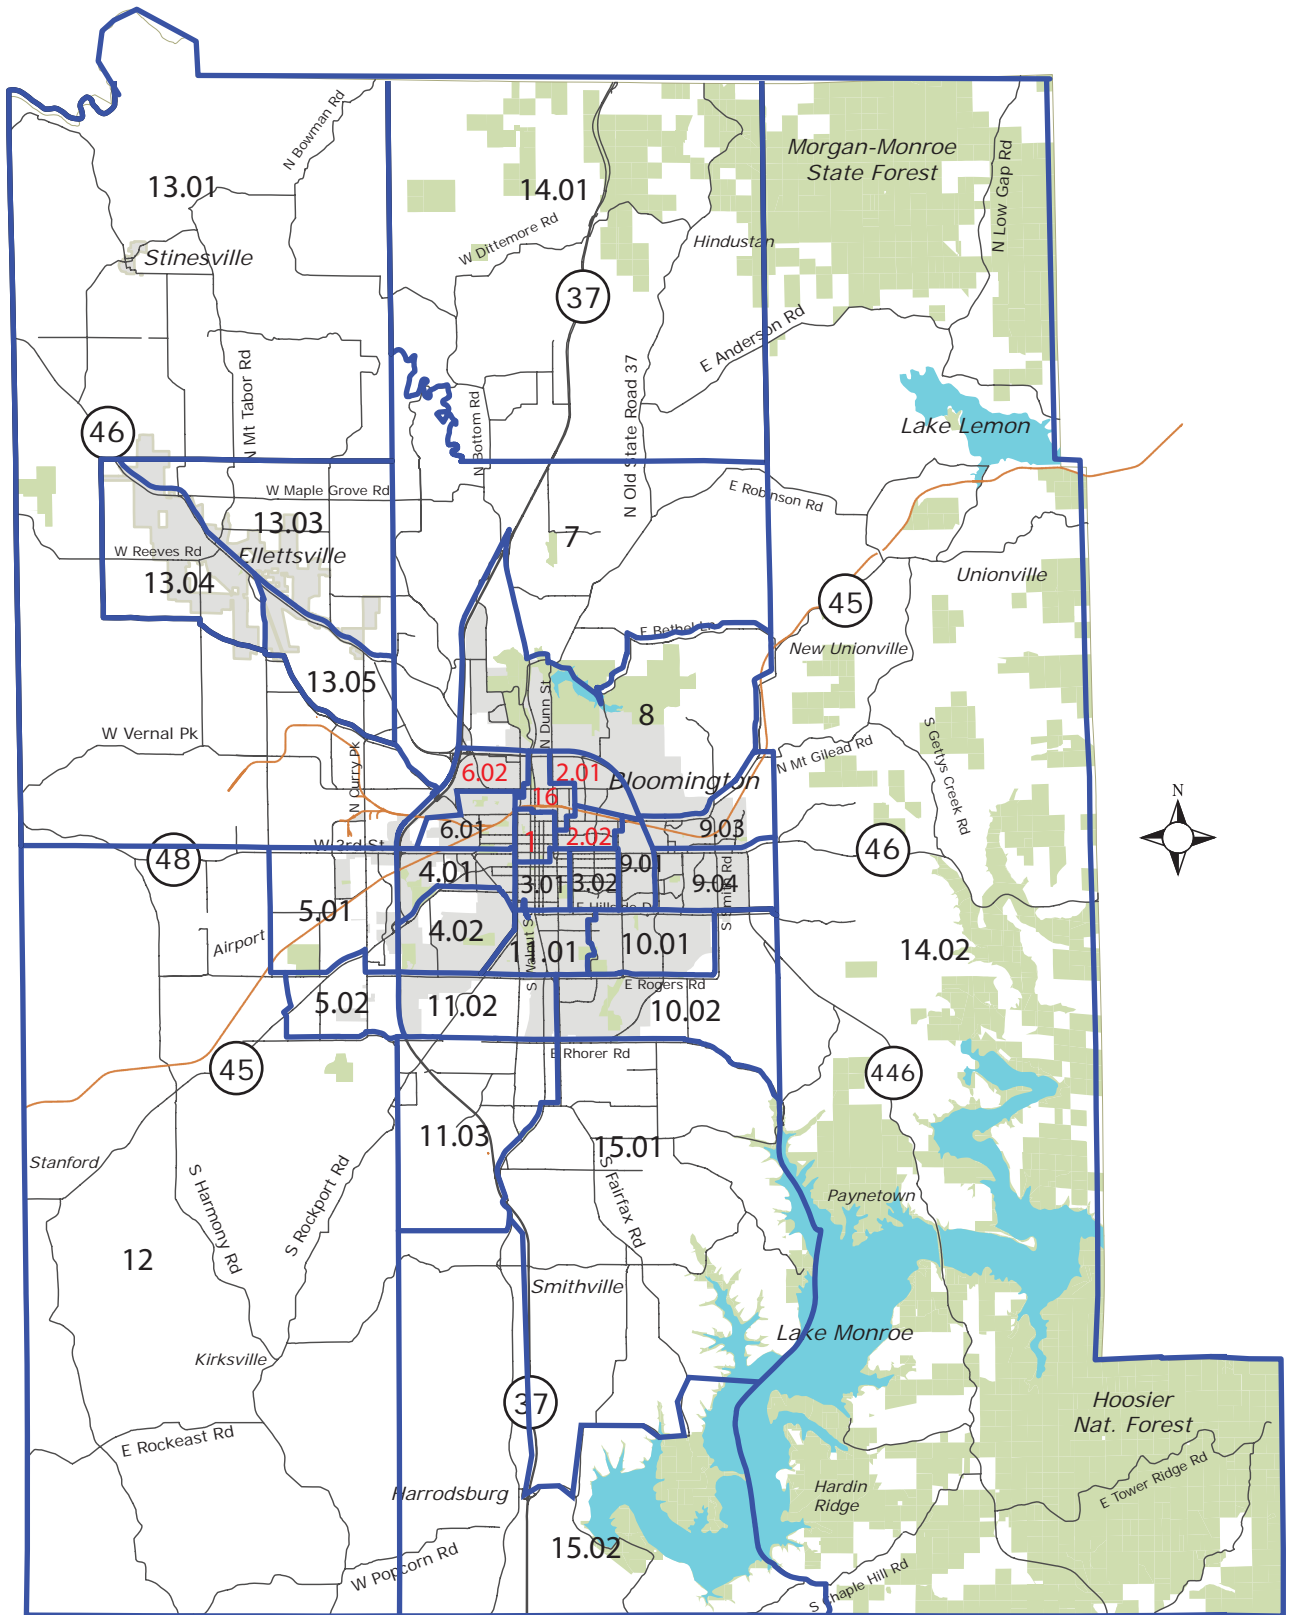 N Bowman Rd
Morgan-Monroe
State Forest
N Low Gap Rd
13.01
14.01
W Dittemore Rd
Hindustan
Stinesville
37
E Anderson Rd
N Mt Tabor Rd
N Old State Road 37
N Bottom Rd
46
Lake Lemon
W Maple Grove Rd
E Robinson Rd
13.03
7
W Reeves Rd
Ellettsville
13.04
Unionville
45
E Bethel Ln
New Unionville
13.05
N Dunn St
8
W Vernal Pk
S Gettys Creek Rd
N Mt Gilead Rd
N Curry Pk
6.02
2.01
Bloomington
N
16
6.01
2.02
9.03
1
W 3rd St
48
46
4.01
9.01
3.01
3.02
9.04
S Smith Rd
5.01
E Hillside Dr
4.02
Airport
S Walnut St
11.01
10.01
14.02
E Rogers Rd
5.02
11.02
10.02
E Rhorer Rd
45
446
11.03
15.01
Stanford
S Harmony Rd
S Rockport Rd
S Fairfax Rd
Paynetown
12
Smithville
Lake Monroe
Kirksville
37
Hoosier
Nat. Forest
E Rockeast Rd
Harrodsburg
Hardin
Ridge
E Tower Ridge Rd
15.02
W Popcorn Rd
S Chaple Hill Rd